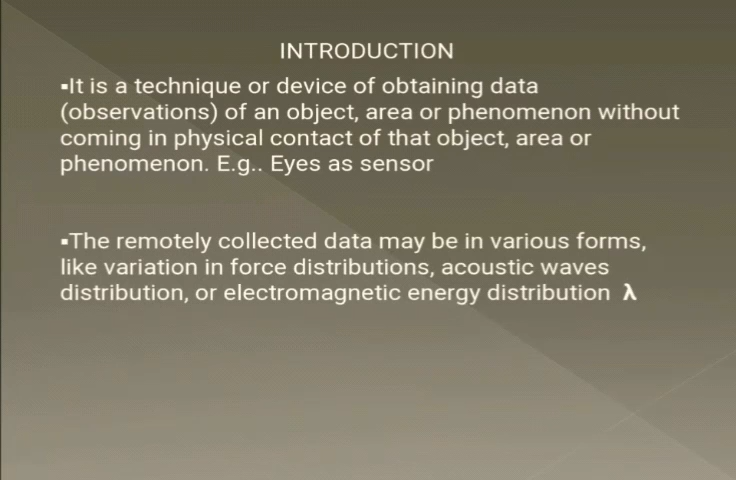 INTRODUCTION
▪It is a technique or device of obtaining data
(observations) of an object, area or phenomenon without
coming in physical contact of that object, area or
phenomenon. E.g.. Eyes as sensor
▪The remotely collected data may be in various forms,
like variation in force distributions, acoustic waves
distribution, or electromagnetic energy distribution λ